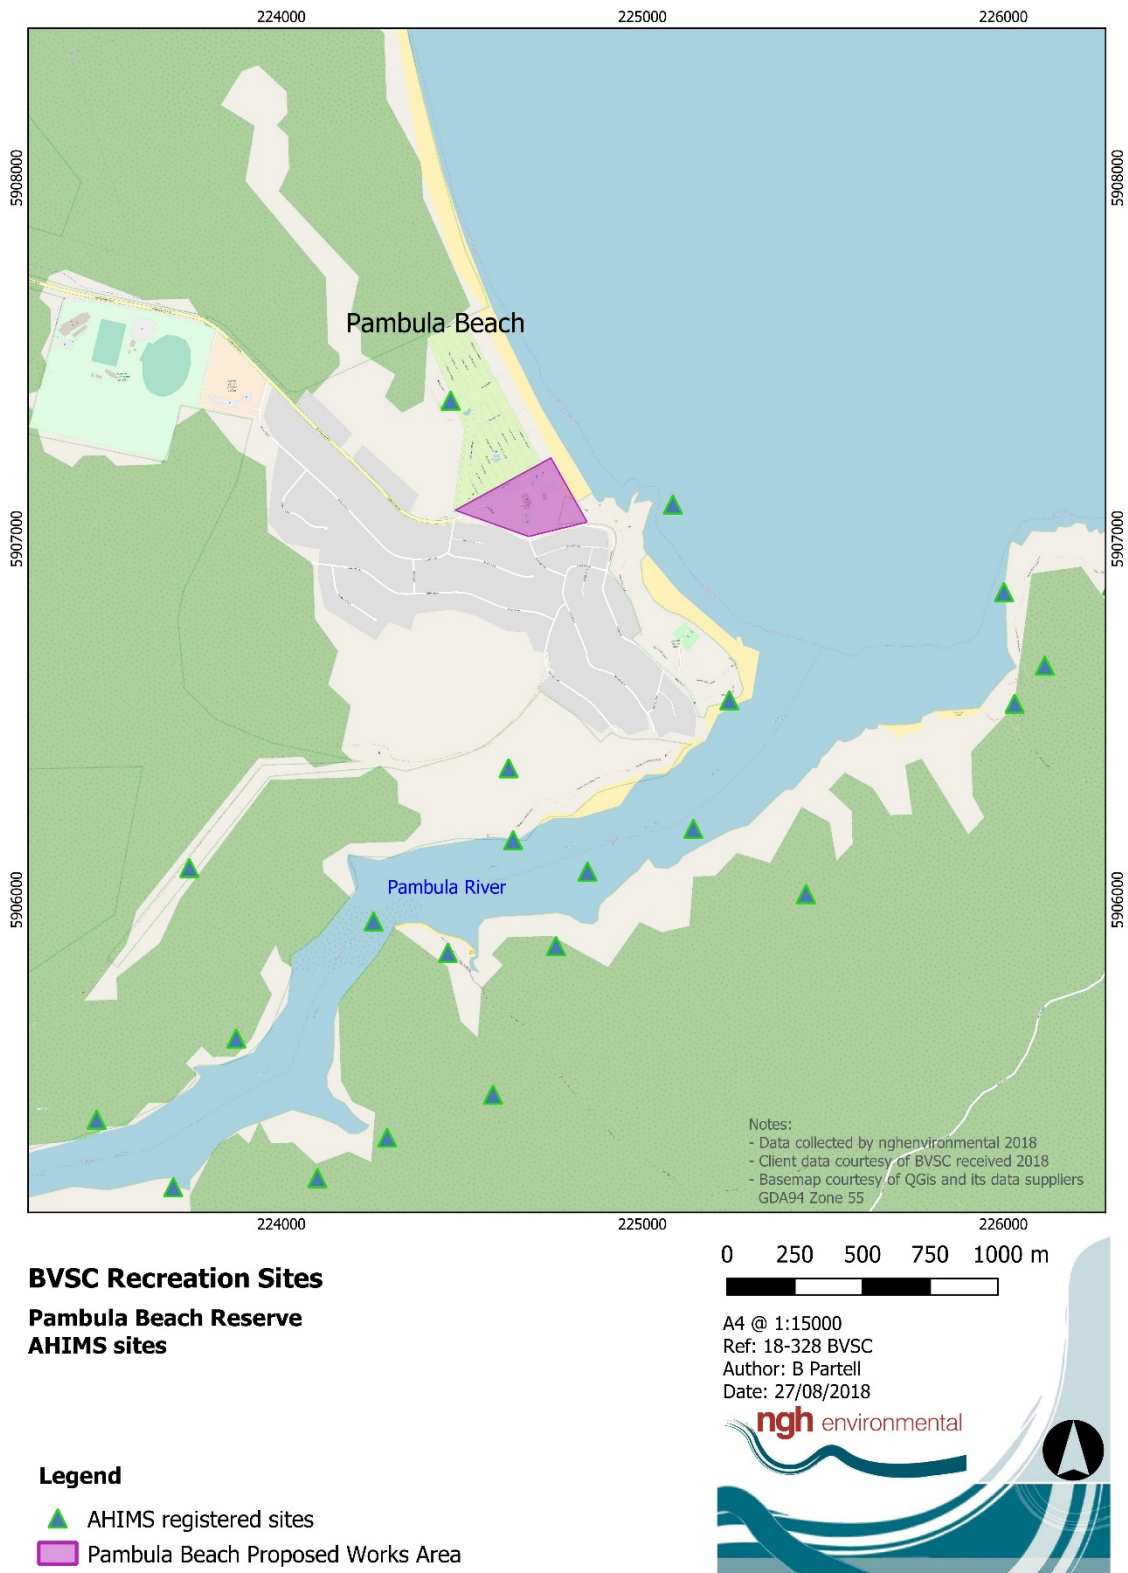 224000
225000
226000
5908000
5908000
Pambula Beach
5907000
5907000
5906000
5906000
Pambula River
Notes:
- Data collected by nghenvironmental 2018
- Client data courtesy of BVSC received 2018
- Basemap courtesy of QGis and its data suppliers
GDA94 Zone 55
224000
225000
226000
BVSC Recreation Sites
Pambula Beach Reserve
AHIMS sites
0 250 500 750 1000 m
A4 @ 1:15000
Ref: 18-328 BVSC
Author: B Partell
Date: 27/08/2018
ngh environmental
Legend
AHIMS registered sites
Pambula Beach Proposed Works Area